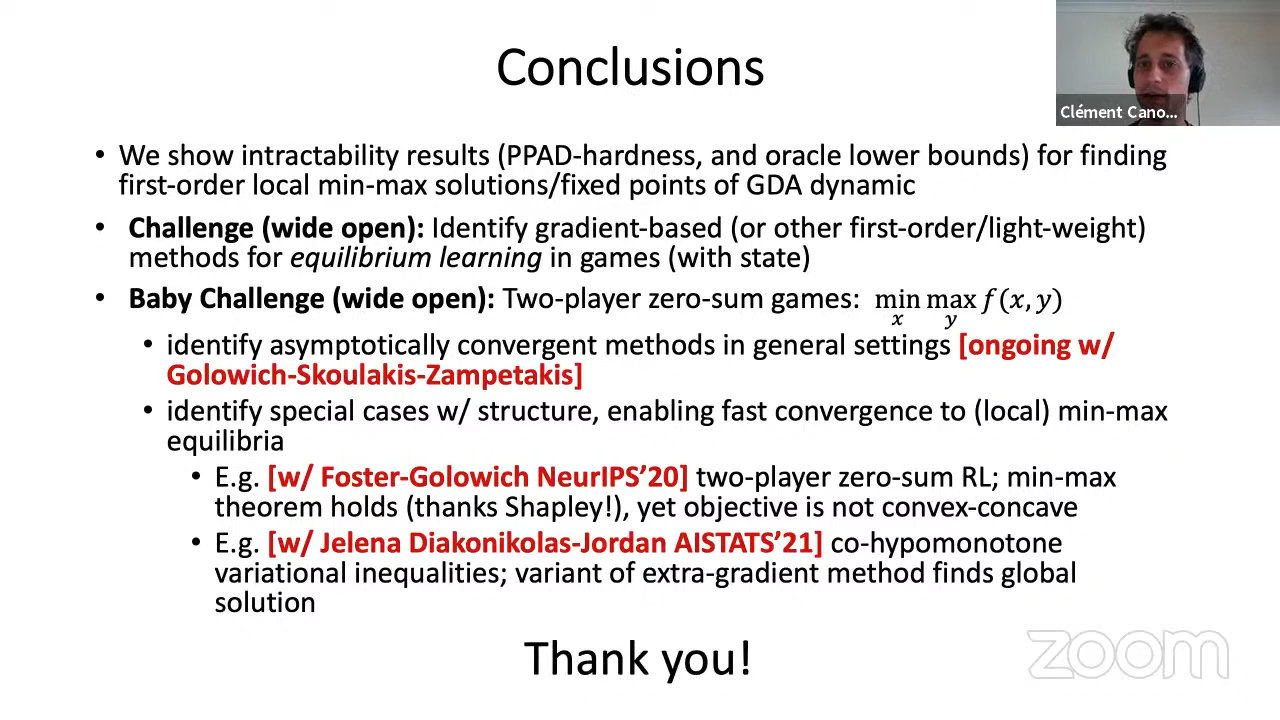 Conclusions
Clément Cano...
• We show intractability results (PPAD-hardness, and oracle lower bounds) for finding
first-order local min-max solutions/fixed points of GDA dynamic
• Challenge (wide open): Identify gradient-based (or other first-order/light-weight)
methods for equilibrium learning in games (with state)
• Baby Challenge (wide open): Two-player zero-sum games: min max f(x, y)
x y
• identify asymptotically convergent methods in general settings [ongoing w/
Golowich-Skoulakis-Zampetakis]
• identify special cases w/ structure, enabling fast convergence to (local) min-max
equilibria
• E.g. [w/ Foster-Golowich NeurIPS’20] two-player zero-sum RL; min-max
theorem holds (thanks Shapley!), yet objective is not convex-concave
• E.g. [w/ Jelena Diakonikolas-Jordan AISTATS’21] co-hypomonotone
variational inequalities; variant of extra-gradient method finds global
solution
Thank you!
zoom